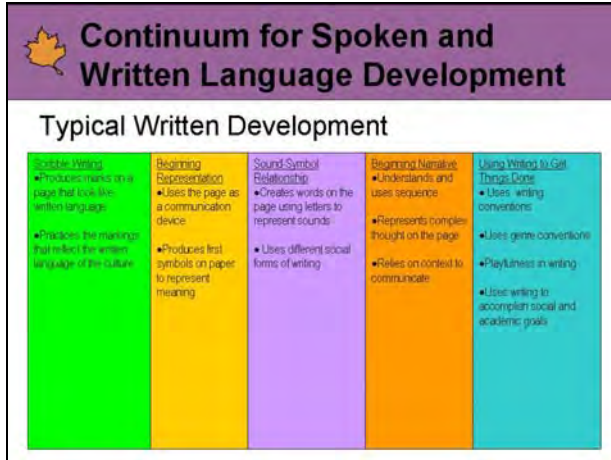 Continuum for Spoken and
Written Language Development
Typical Written Development
Scribble Writing
•Produces marks on a
page that look like
written language
•Practices the markings
that reflect the written
language of the culture
Beginning
Representation
•Uses the page as
a communication
device
•Produces first
symbols on paper
to represent
meaning
Sound-Symbol
Relationship
•Creates words on the
page using letters to
represent sounds
• Uses different social
forms of writing
Beginning Narrative
•Understands and
uses sequence
•Represents complex
thought on the page
•Relies on context to
communicate
Using Writing to Get
Things Done
• Uses writing
conventions
•Uses genre conventions
•Playfulness in writing
•Uses writing to
accomplish social and
academic goals